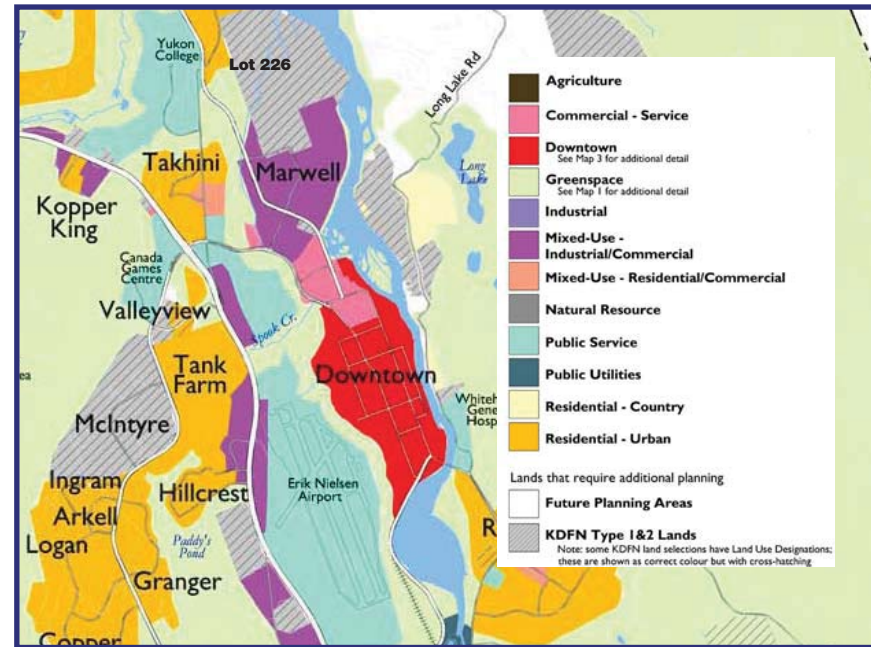 Yukon
College
Lot 226
Long Lake Rd
Takhini
Marwell
Long
Lake
Kopper
King
Canada
Games
Centre
Valleyview
Spook Cr.
Tank
Farm
Downtown
McIntyre
Erik Nielsen
Airport
Ingram
Hillcrest
Arkell
Logan
Paddy's
Pond
Granger
Agriculture
Commercial - Service
Downtown
See Map 3 for additional detail
Greenspace
See Map 1 for additional detail
Industrial
Mixed-Use -
Industrial/Commercial
Mixed-Use - Residential/Commercial
Natural Resource
Public Service
Public Utilities
Residential - Country
Residential - Urban
Lands that require additional planning
Future Planning Areas
KDFN Type 1&2 Lands
Note: some KDFN land selections have Land Use Designations;
these are shown as correct colour but with cross-hatching